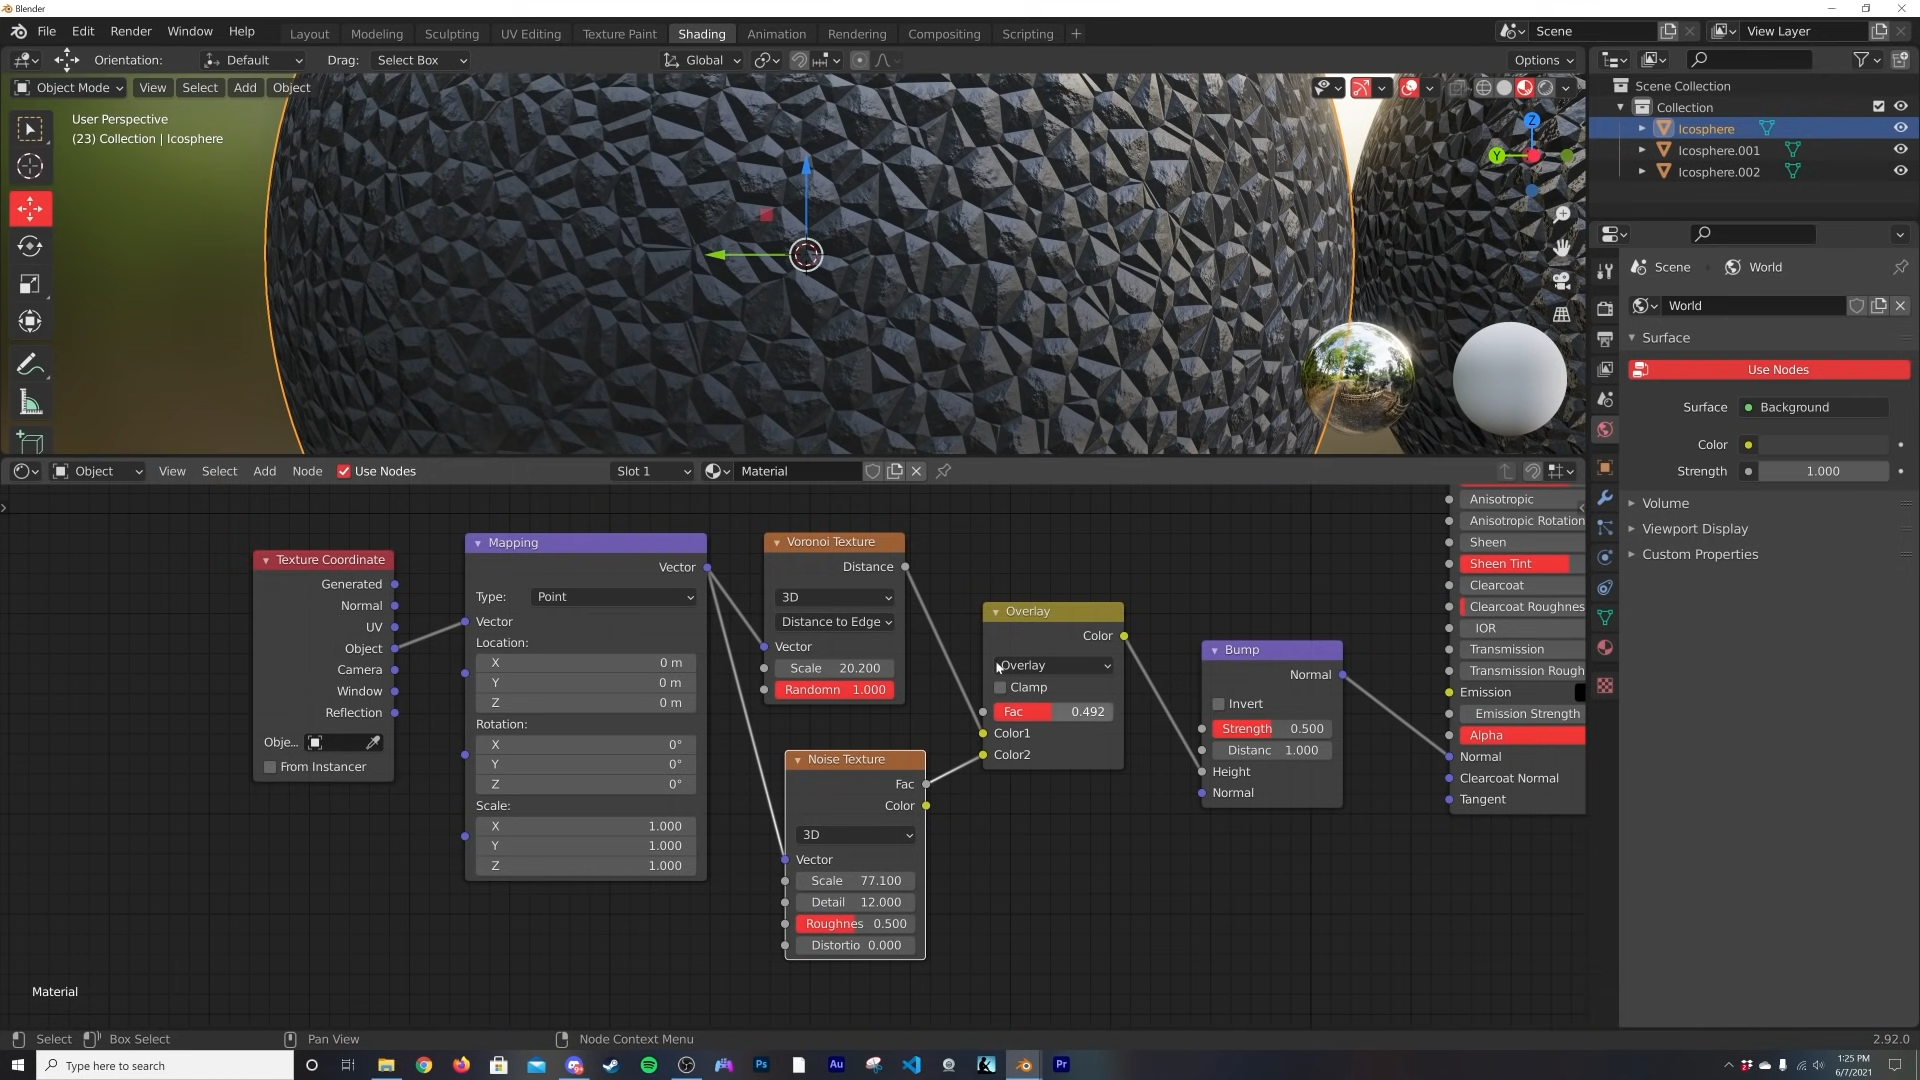 Blender
File Edit Render Window Help
Layout Modeling Sculpting UV Editing Texture Paint Shading Animation Rendering Compositing Scripting +
Scene
View Layer
Orientation: Default Drag: Select Box Global Options
Object Mode View Select Add Object
User Perspective
(23) Collection | Icosphere
Z
Y
Scene Collection
Collection
Icosphere
Icosphere.001
Icosphere.002
Scene World
World
Surface
Use Nodes
Surface Background
Color
Strength 1.000
Volume
Viewport Display
Custom Properties
Object View Select Add Node Use Nodes Slot 1 Material
Texture Coordinate
Generated
Normal
UV
Object
Camera
Window
Reflection
Obje...
From Instancer
Mapping
Vector
Type: Point
Vector
Location:
X 0 m
Y 0 m
Z 0 m
Rotation:
X 0°
Y 0°
Z 0°
Scale:
X 1.000
Y 1.000
Z 1.000
Voronoi Texture
Distance
3D
Distance to Edge
Vector
Scale 20.200
Randomn 1.000
Noise Texture
Fac
Color
3D
Vector
Scale 77.100
Detail 12.000
Roughnes 0.500
Distortio 0.000
Overlay
Color
Overlay
Clamp
Fac 0.492
Color1
Color2
Bump
Normal
Invert
Strength 0.500
Distanc 1.000
Height
Normal
Anisotropic
Anisotropic Rotation
Sheen
Sheen Tint
Clearcoat
Clearcoat Roughnes
IOR
Transmission
Transmission Rough
Emission
Emission Strength
Alpha
Normal
Clearcoat Normal
Tangent
Material
Select Box Select Pan View Node Context Menu 2.92.0
Type here to search
Ps
Au
Pr
1:25 PM
6/7/2021